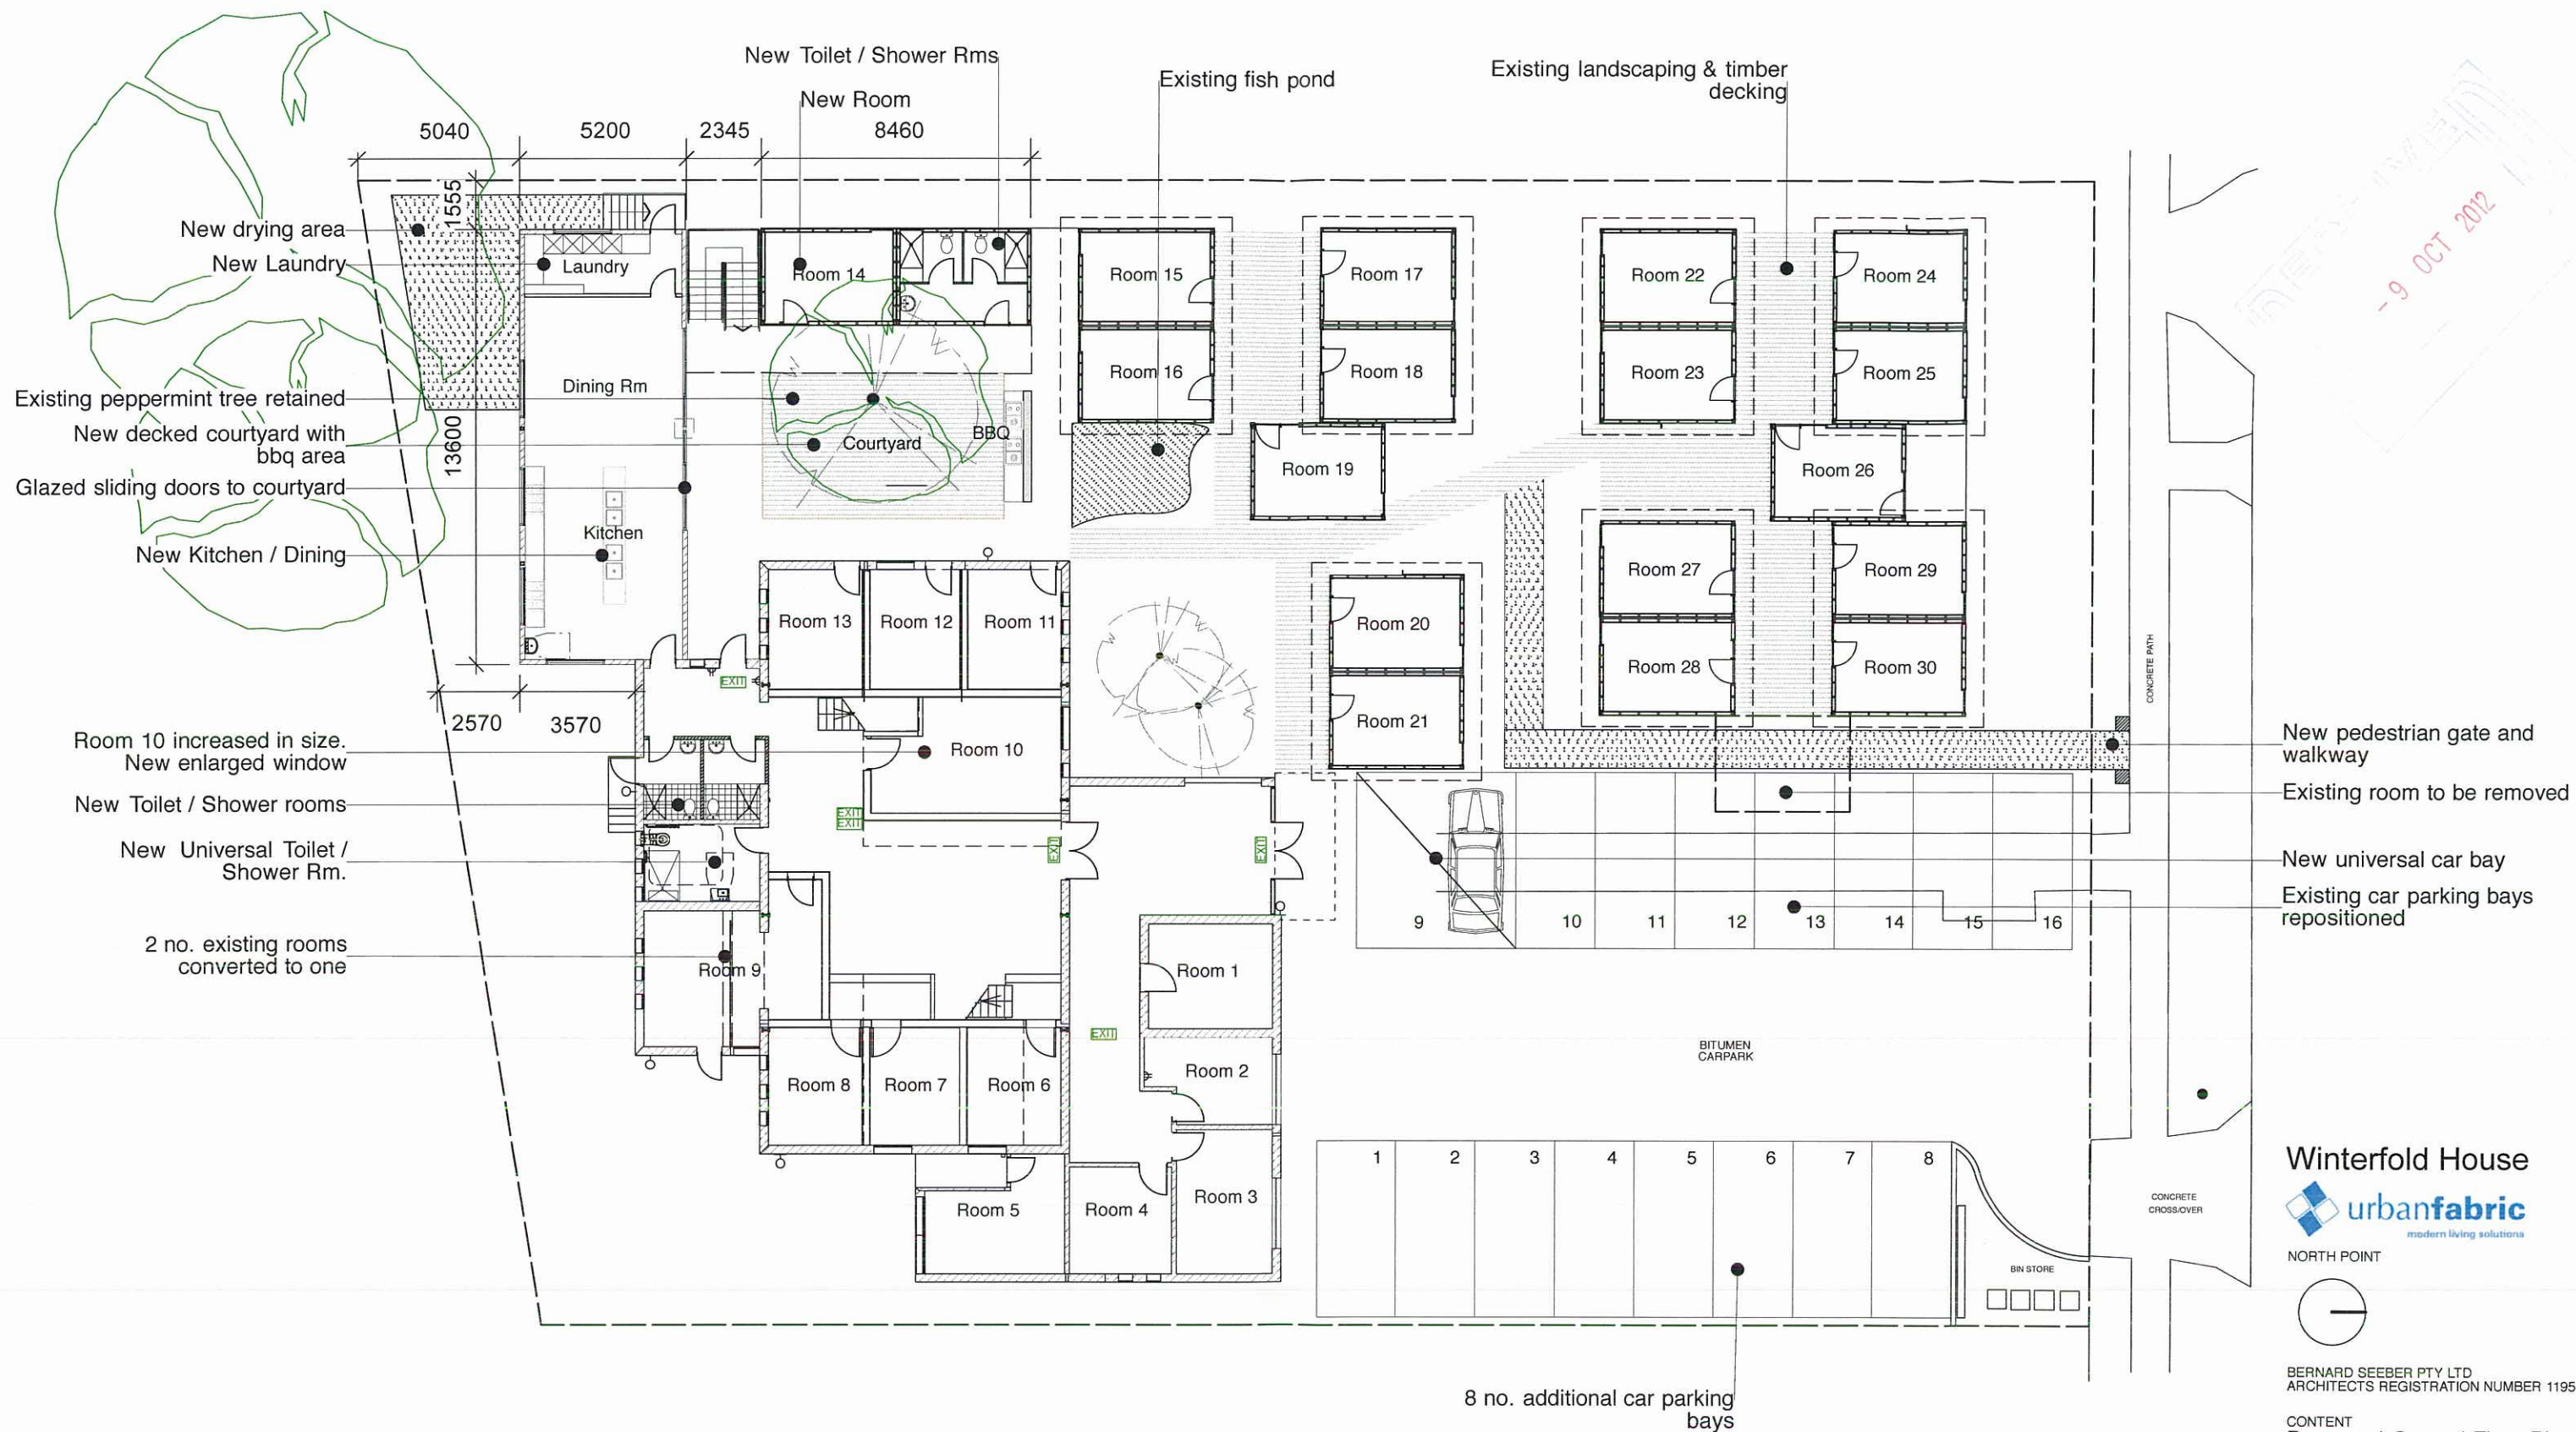 New Toilet / Shower Rms
Existing fish pond
Existing landscaping & timber
decking
New Room
5040
5200
2345
8460
1555
13600
- 9 OCT 2012
New drying area
New Laundry
Existing peppermint tree retained
New decked courtyard with
bbq area
Glazed sliding doors to courtyard
New Kitchen / Dining
Laundry
Dining Rm
Kitchen
Courtyard
BBQ
Room 14
Room 15
Room 16
Room 17
Room 18
Room 19
Room 22
Room 23
Room 24
Room 25
Room 26
Room 27
Room 28
Room 29
Room 30
Room 20
Room 21
Room 13
Room 12
Room 11
EXIT
2570
3570
Room 10 increased in size.
New enlarged window
New Toilet / Shower rooms
New Universal Toilet /
Shower Rm.
2 no. existing rooms
converted to one
Room 10
EXIT
EXIT
EXIT
EXIT
EXIT
Room 9
Room 8
Room 7
Room 6
Room 5
Room 4
Room 3
Room 2
Room 1
CONCRETE PATH
New pedestrian gate and
walkway
Existing room to be removed
New universal car bay
Existing car parking bays
repositioned
9
10
11
12
13
14
15
16
BITUMEN
CARPARK
1
2
3
4
5
6
7
8
8 no. additional car parking
bays
BIN STORE
CONCRETE
CROSS/OVER
Winterfold House
urbanfabric
modern living solutions
NORTH POINT
BERNARD SEEBER PTY LTD
ARCHITECTS REGISTRATION NUMBER 1195
CONTENT